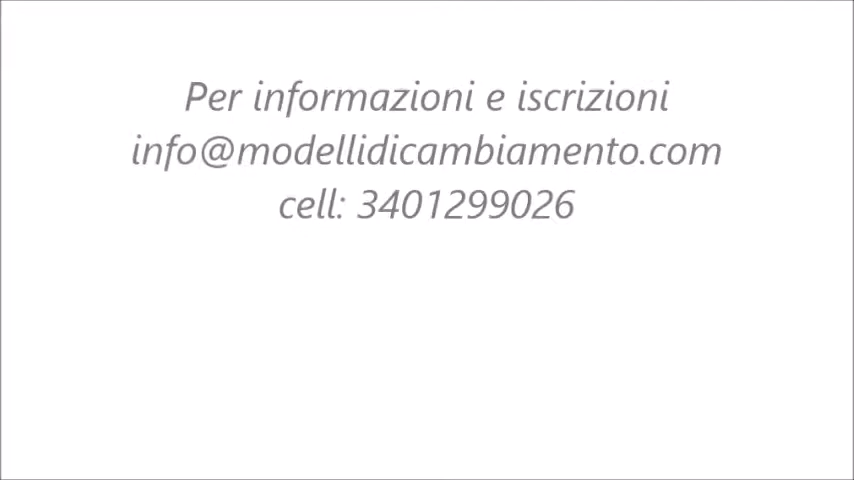 Per informazioni e iscrizioni
info@modellidicambiamento.com
cell: 3401299026